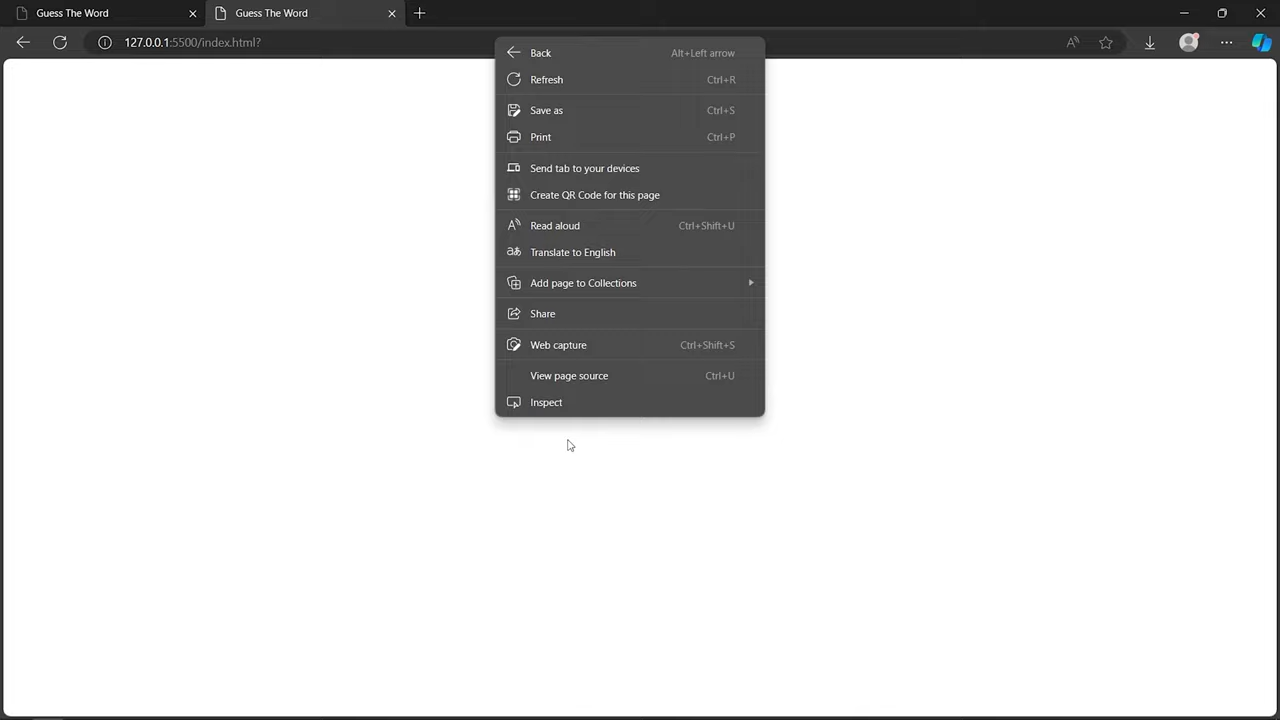 Guess The Word
Guess The Word
127.0.0.1:5500/index.html?
Back Alt+Left arrow
Refresh Ctrl+R
Save as Ctrl+S
Print Ctrl+P
Send tab to your devices
Create QR Code for this page
Read aloud Ctrl+Shift+U
Translate to English
Add page to Collections
Share
Web capture Ctrl+Shift+S
View page source Ctrl+U
Inspect